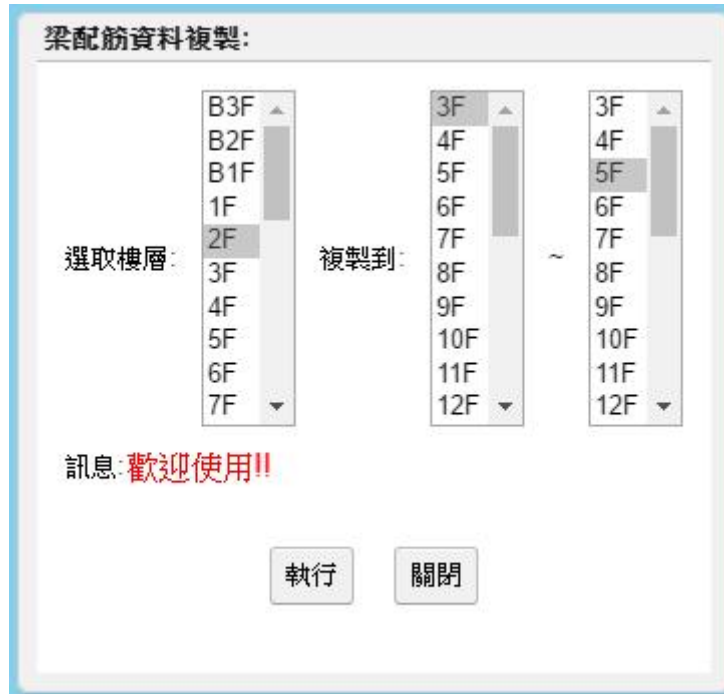 梁配筋資料複製:
選取樓層:
B3F
B2F
B1F
1F
2F
3F
4F
5F
6F
7F
複製到:
3F
4F
5F
6F
7F
8F
9F
10F
11F
12F
~
3F
4F
5F
6F
7F
8F
9F
10F
11F
12F
訊息:歡迎使用!!
執行
關閉